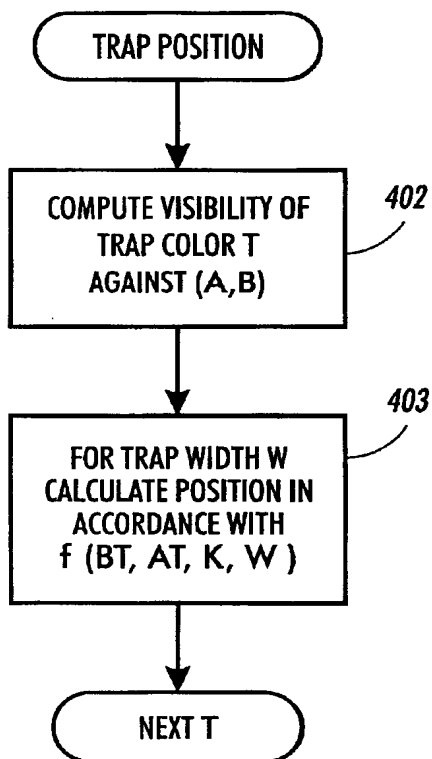 TRAP POSITION
COMPUTE VISIBILITY OF
TRAP COLOR T
AGAINST (A,B)
402
FOR TRAP WIDTH W
CALCULATE POSITION IN
ACCORDANCE WITH
f (BT, AT, K, W )
403
NEXT T